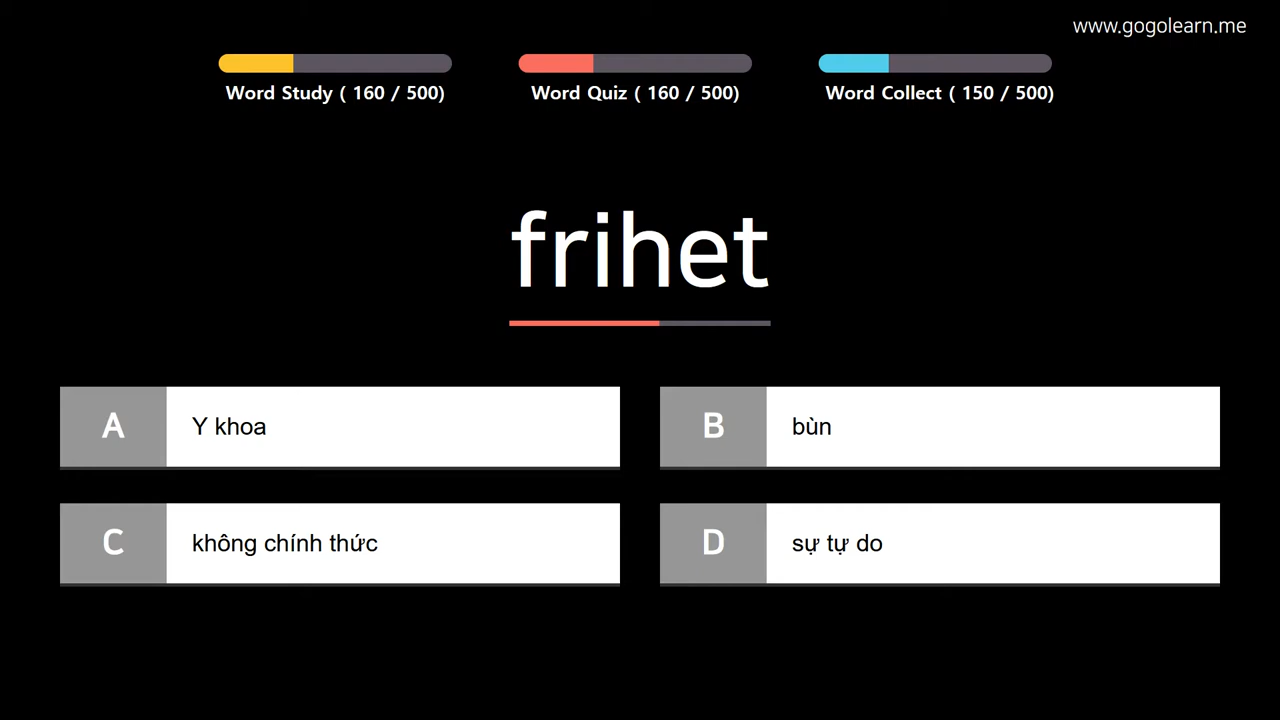 www.gogolearn.me
Word Study ( 160 / 500)
Word Quiz ( 160 / 500)
Word Collect ( 150 / 500)
frihet
A
Y khoa
B
bùn
C
không chính thức
D
sự tự do